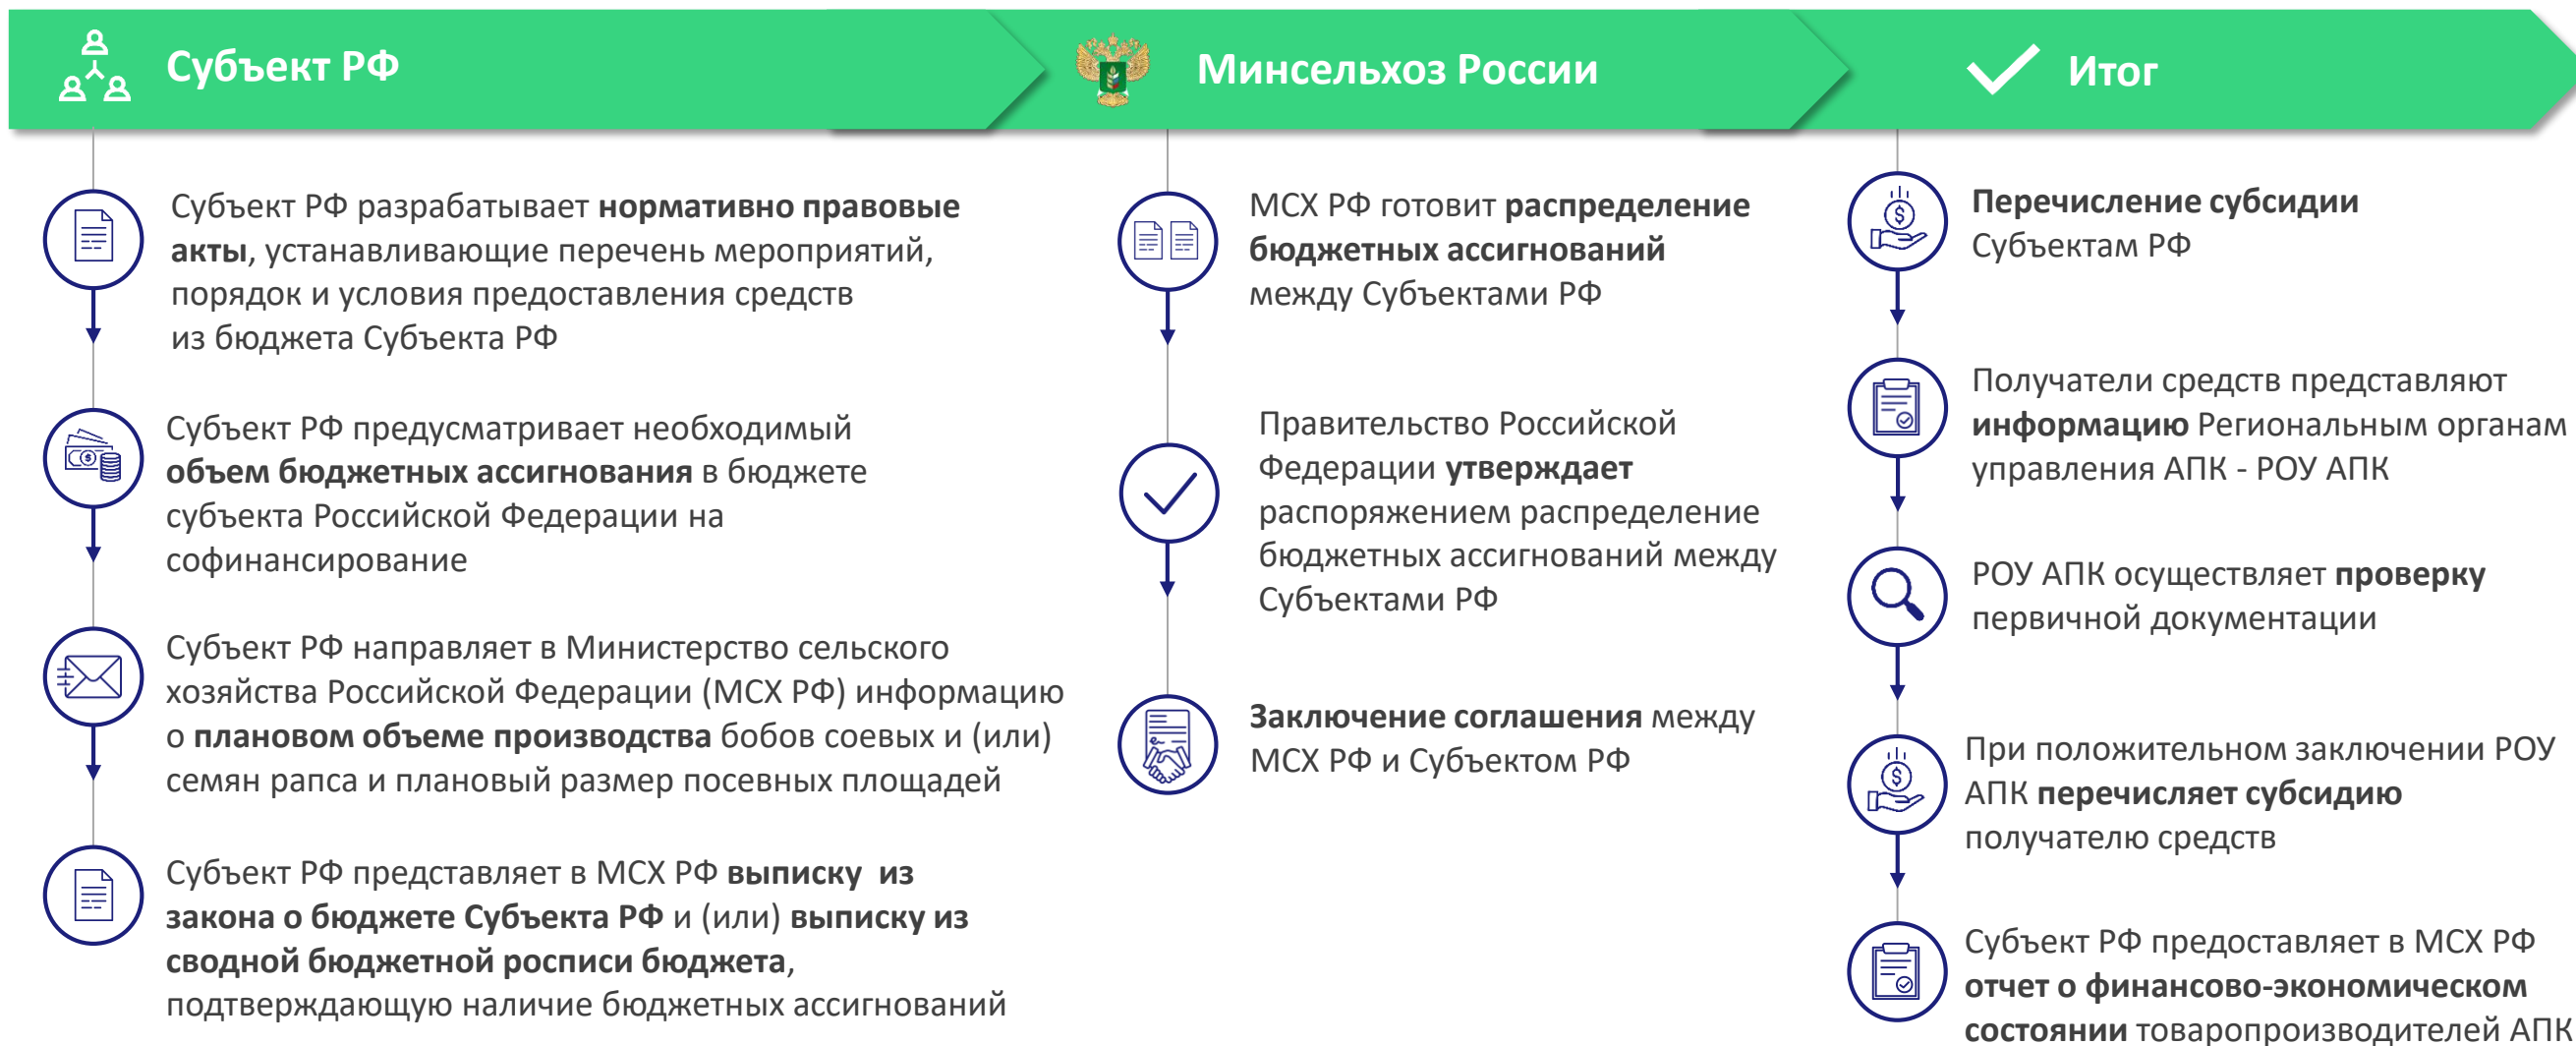 Субъект РФ
Субъект РФ разрабатывает нормативно правовые
акты, устанавливающие перечень мероприятий,
порядок и условия предоставления средств
из бюджета Субъекта РФ
Субъект РФ предусматривает необходимый
объем бюджетных ассигнования в бюджете
субъекта Российской Федерации на
софинансирование
Субъект РФ направляет в Министерство сельского
хозяйства Российской Федерации (МСХ РФ) информацию
о плановом объеме производства бобов соевых и (или)
семян рапса и плановый размер посевных площадей
Субъект РФ представляет в МСХ РФ выписку из
закона о бюджете Субъекта РФ и (или) выписку из
сводной бюджетной росписи бюджета,
подтверждающую наличие бюджетных ассигнований
Минсельхоз России
МСХ РФ готовит распределение
бюджетных ассигнований
между Субъектами РФ
Правительство Российской
Федерации утверждает
распоряжением распределение
бюджетных ассигнований между
Субъектами РФ
Заключение соглашения между
МСХ РФ и Субъектом РФ
Итог
Перечисление субсидии
Субъектам РФ
Получатели средств представляют
информацию Региональным органам
управления АПК - РОУ АПК
РОУ АПК осуществляет проверку
первичной документации
При положительном заключении РОУ
АПК перечисляет субсидию
получателю средств
Субъект РФ предоставляет в МСХ РФ
отчет о финансово-экономическом
состоянии товаропроизводителей АПК